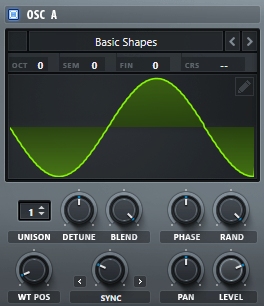 OSC A
Basic Shapes
OCT 0 SEM 0 FIN 0 CRS --
1
UNISON DETUNE BLEND PHASE RAND
WT POS SYNC PAN LEVEL